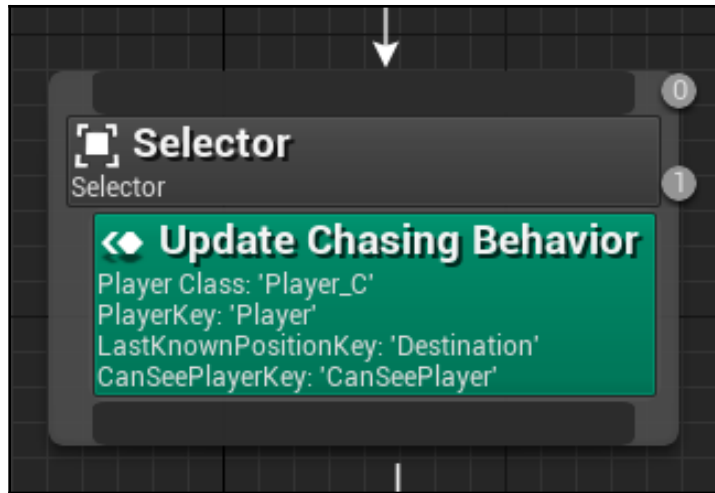 0
Selector
Selector
1
Update Chasing Behavior
Player Class: 'Player_C'
PlayerKey: 'Player'
LastKnownPositionKey: 'Destination'
CanSeePlayerKey: 'CanSeePlayer'